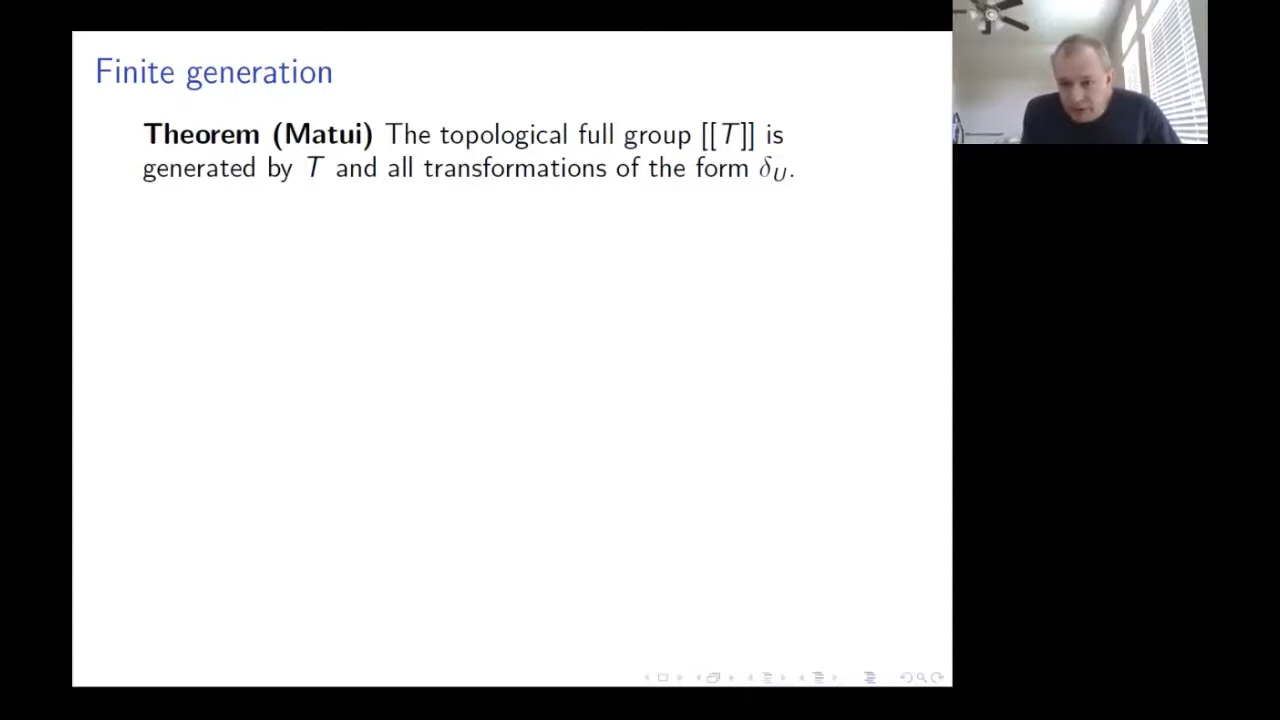 Finite generation
Theorem (Matui) The topological full group [[T]] is
generated by T and all transformations of the form δ_U.